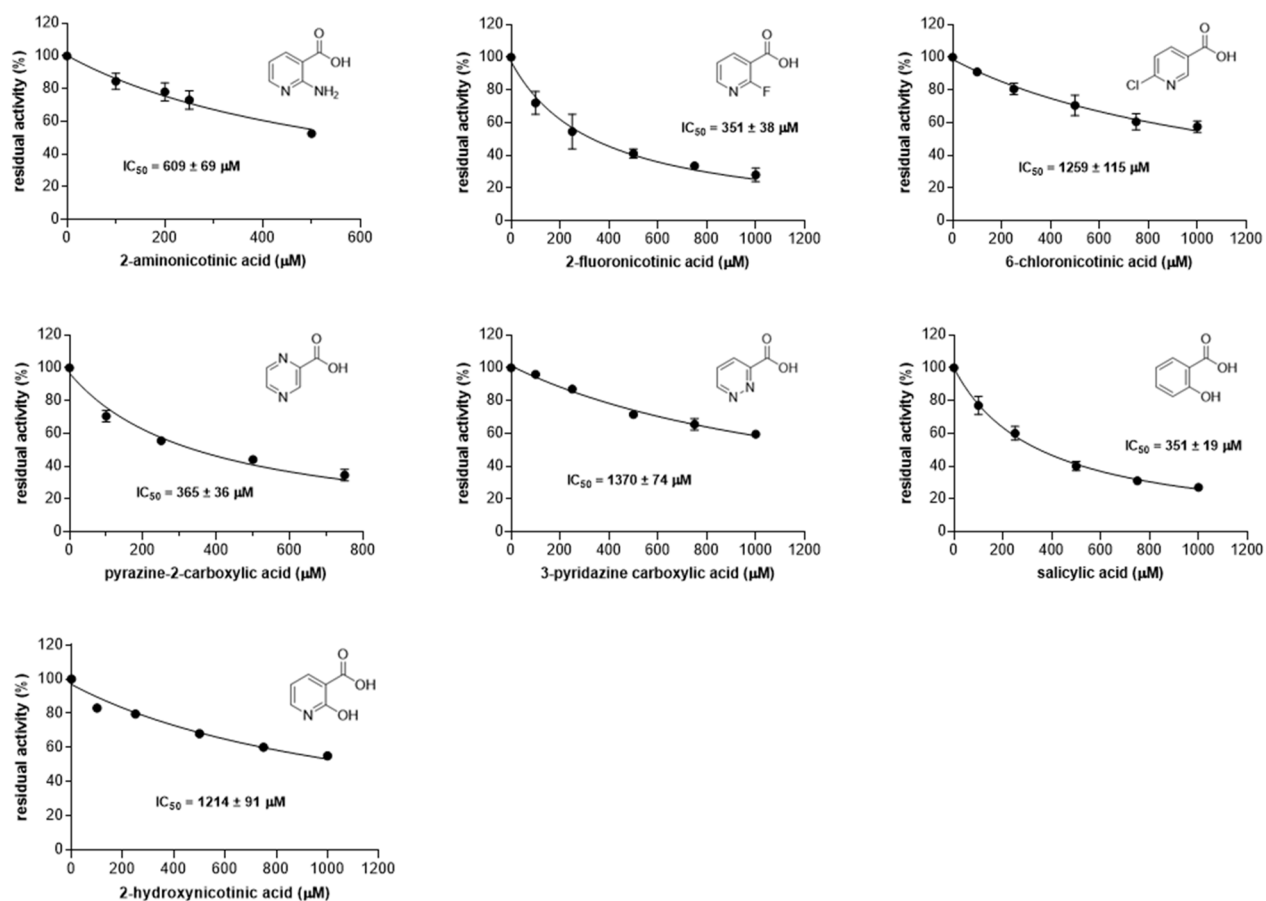 120
100
80
60
40
20
0
residual activity (%)
O
OH
N
NH2
IC50 = 609 ± 69 µM
0 200 400 600
2-aminonicotinic acid (µM)
120
100
80
60
40
20
0
residual activity (%)
O
OH
N
F
IC50 = 351 ± 38 µM
0 200 400 600 800 1000 1200
2-fluoronicotinic acid (µM)
120
100
80
60
40
20
0
residual activity (%)
O
OH
Cl
N
IC50 = 1259 ± 115 µM
0 200 400 600 800 1000 1200
6-chloronicotinic acid (µM)
120
100
80
60
40
20
0
residual activity (%)
N
O
OH
N
IC50 = 365 ± 36 µM
0 200 400 600 800
pyrazine-2-carboxylic acid (µM)
120
100
80
60
40
20
0
residual activity (%)
O
OH
N
N
IC50 = 1370 ± 74 µM
0 200 400 600 800 1000 1200
3-pyridazine carboxylic acid (µM)
120
100
80
60
40
20
0
residual activity (%)
O
OH
OH
IC50 = 351 ± 19 µM
0 200 400 600 800 1000 1200
salicylic acid (µM)
120
100
80
60
40
20
0
residual activity (%)
O
OH
N
OH
IC50 = 1214 ± 91 µM
0 200 400 600 800 1000 1200
2-hydroxynicotinic acid (µM)